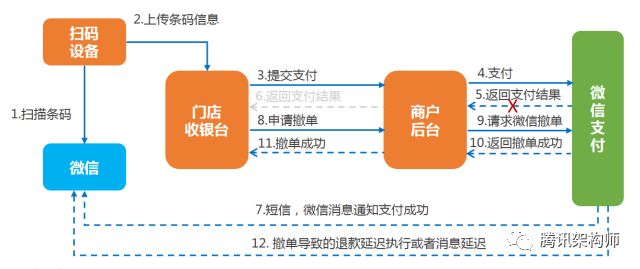 扫码
设备
2.上传条码信息
1.扫描条码
微信
门店
收银台
3.提交支付
6.返回支付结果
8.申请撤单
11.撤单成功
商户
后台
4.支付
5.返回支付结果
9.请求微信撤单
10.返回撤单成功
微信支付
7.短信，微信消息通知支付成功
12. 撤单导致的退款延迟执行或者消息延迟
腾讯架构师